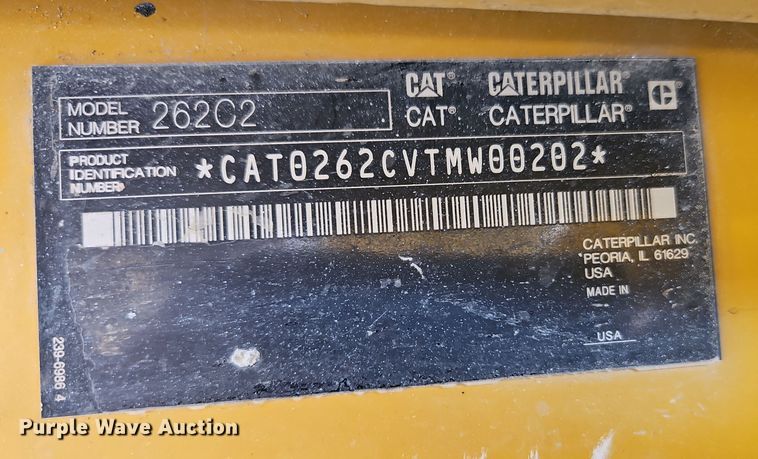 CAT® CATERPILLAR®
CAT® CATERPILLAR®
MODEL NUMBER 262C2
PRODUCT IDENTIFICATION NUMBER *CAT0262CVTMW00202*
CATERPILLAR INC.
PEORIA, IL 61629
USA
MADE IN
USA
239-6986 4
Purple Wave Auction